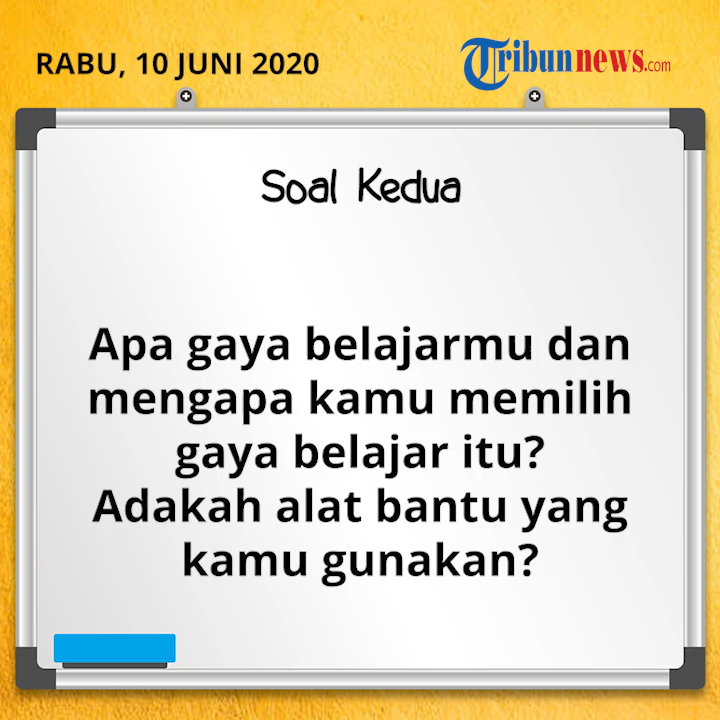 RABU, 10 JUNI 2020
Tribunnews.com
Soal Kedua
Apa gaya belajarmu dan
mengapa kamu memilih
gaya belajar itu?
Adakah alat bantu yang
kamu gunakan?